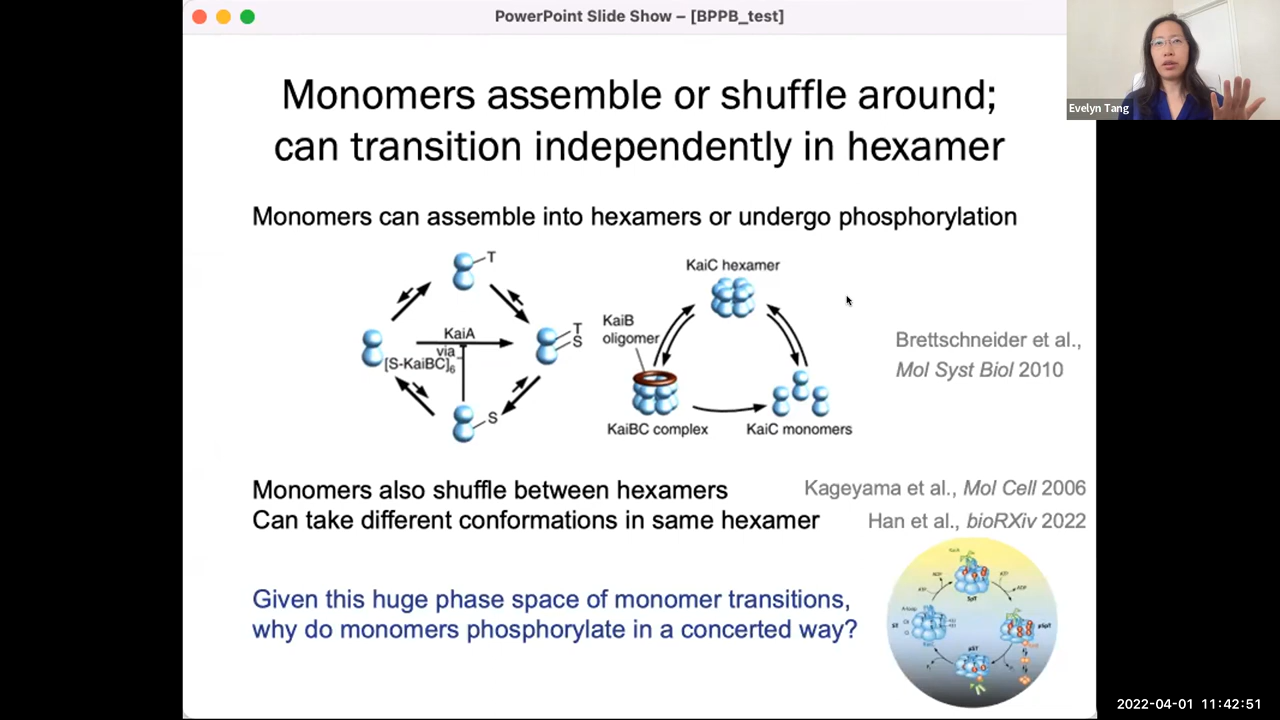 PowerPoint Slide Show – [BPPB_test]
Evelyn Tang
Monomers assemble or shuffle around;
can transition independently in hexamer
Monomers can assemble into hexamers or undergo phosphorylation
T
KaiA
via
[S-KaiBC]6
T
S
S
KaiC hexamer
KaiB
oligomer
KaiBC complex
KaiC monomers
Brettschneider et al.,
Mol Syst Biol 2010
Monomers also shuffle between hexamers
Kageyama et al., Mol Cell 2006
Can take different conformations in same hexamer
Han et al., bioRXiv 2022
Given this huge phase space of monomer transitions,
why do monomers phosphorylate in a concerted way?
2022-04-01 11:42:51